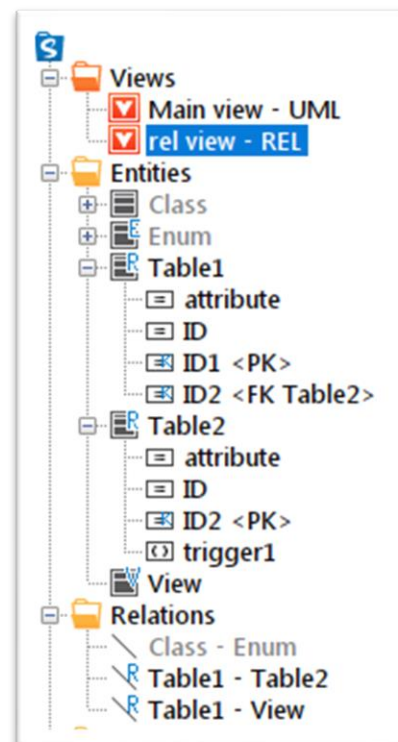 S
Views
Main view - UML
rel view - REL
Entities
Class
E Enum
R Table1
attribute
ID
ID1 <PK>
ID2 <FK Table2>
R Table2
attribute
ID
ID2 <PK>
trigger1
View
Relations
Class - Enum
R Table1 - Table2
R Table1 - View